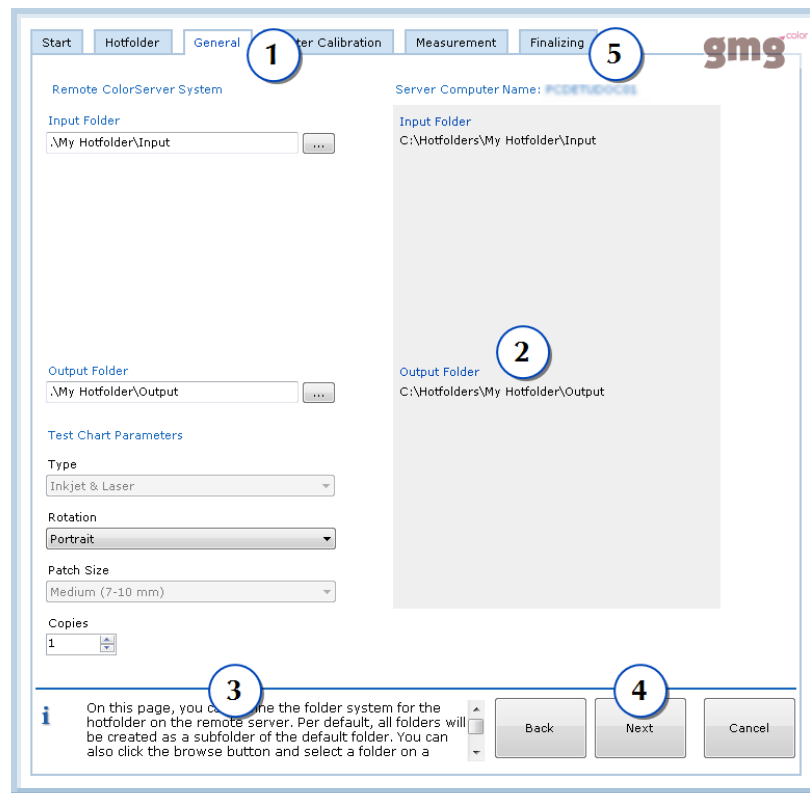 Start Hotfolder General 1 ter Calibration Measurement Finalizing 5
gmg color
Remote ColorServer System
Server Computer Name:
Input Folder
.\My Hotfolder\Input ...
Input Folder
C:\Hotfolders\My Hotfolder\Input
2
Output Folder
.\My Hotfolder\Output ...
Output Folder
C:\Hotfolders\My Hotfolder\Output
Test Chart Parameters
Type
Inkjet & Laser
Rotation
Portrait
Patch Size
Medium (7-10 mm)
Copies
1
3
4
i
On this page, you ca ne the folder system for the
hotfolder on the remote server. Per default, all folders will
be created as a subfolder of the default folder. You can
also click the browse button and select a folder on a
Back Next Cancel